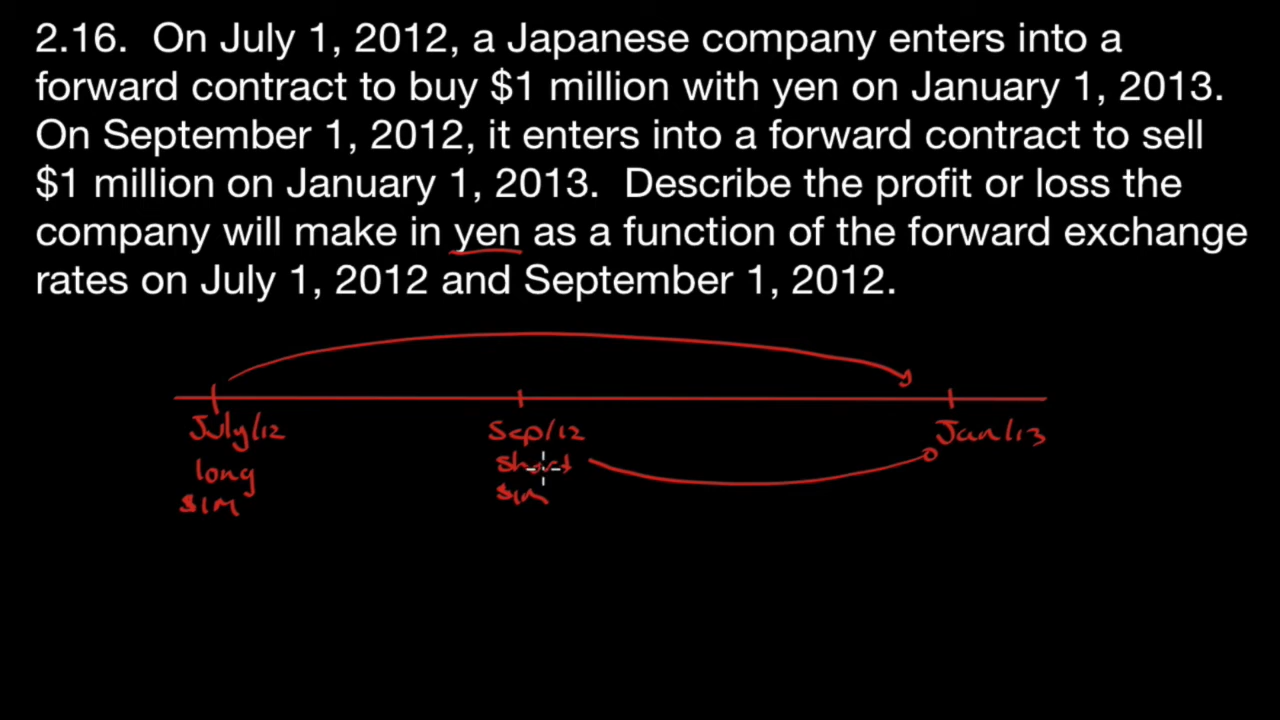 2.16. On July 1, 2012, a Japanese company enters into a
forward contract to buy $1 million with yen on January 1, 2013.
On September 1, 2012, it enters into a forward contract to sell
$1 million on January 1, 2013. Describe the profit or loss the
company will make in yen as a function of the forward exchange
rates on July 1, 2012 and September 1, 2012.
July/12 Sep/12 Jan/13
long short
$1M $1M